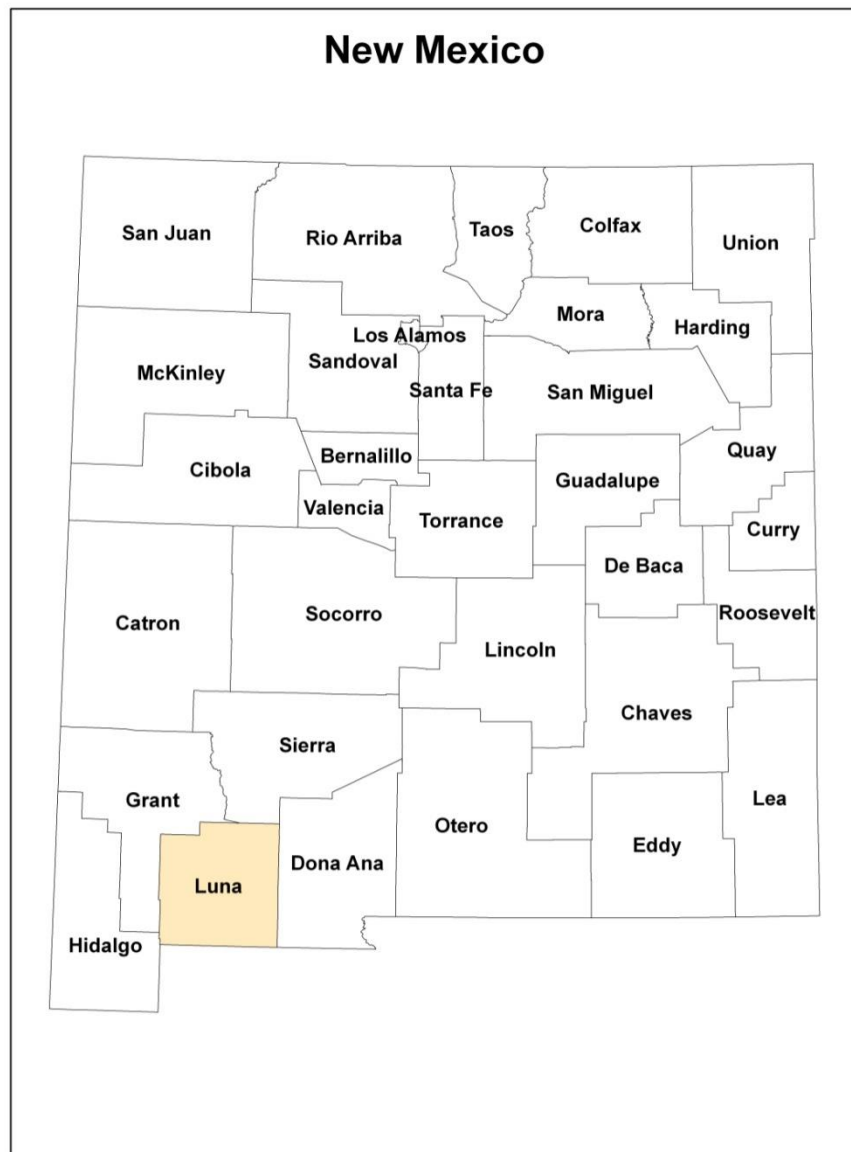 New Mexico
San Juan
Rio Arriba
Taos
Colfax
Union
Mora
Harding
Los Alamos
Sandoval
McKinley
Santa Fe
San Miguel
Quay
Bernalillo
Cibola
Guadalupe
Valencia
Torrance
Curry
De Baca
Roosevelt
Catron
Socorro
Lincoln
Chaves
Sierra
Grant
Lea
Otero
Eddy
Dona Ana
Luna
Hidalgo